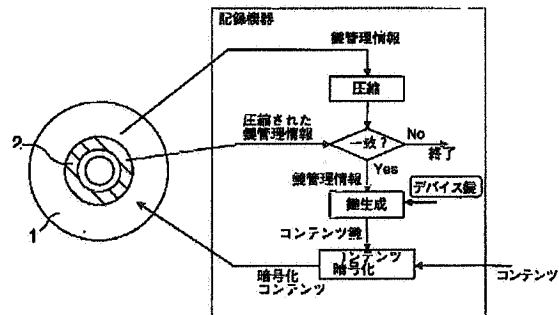 記録機器
鍵管理情報
圧縮
圧縮された
鍵管理情報
一致？
No
終了
Yes
鍵管理情報
デバイス鍵
鍵生成
コンテンツ鍵
コンテンツ
暗号化
暗号化
コンテンツ
コンテンツ
2
1